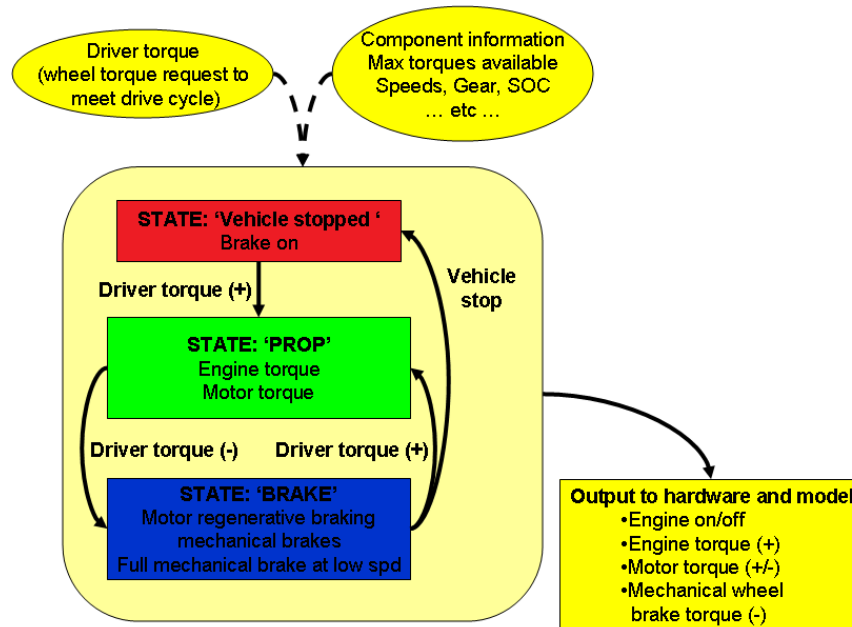 Driver torque
(wheel torque request to
meet drive cycle)
Component information
Max torques available
Speeds, Gear, SOC
… etc …
STATE: ‘Vehicle stopped ‘
Brake on
Vehicle
stop
Driver torque (+)
STATE: ‘PROP’
Engine torque
Motor torque
Driver torque (-)
Driver torque (+)
STATE: ‘BRAKE’
Motor regenerative braking
mechanical brakes
Full mechanical brake at low spd
Output to hardware and model
•Engine on/off
•Engine torque (+)
•Motor torque (+/-)
•Mechanical wheel
brake torque (-)